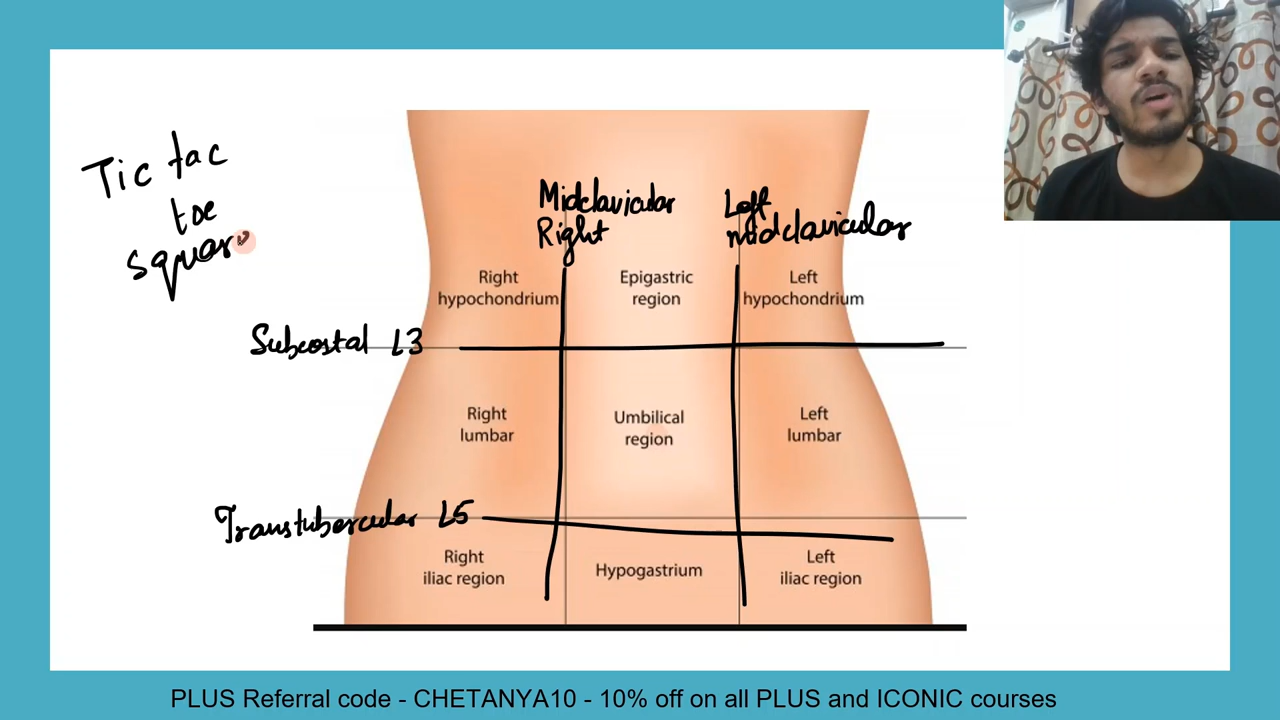 Tic tac
toe
square
Midclavicular
Right
Left
midclavicular
Right
hypochondrium
Epigastric
region
Left
hypochondrium
Subcostal L3
Right
lumbar
Umbilical
region
Left
lumbar
Transtubercular L5
Right
iliac region
Hypogastrium
Left
iliac region
PLUS Referral code - CHETANYA10 - 10% off on all PLUS and ICONIC courses